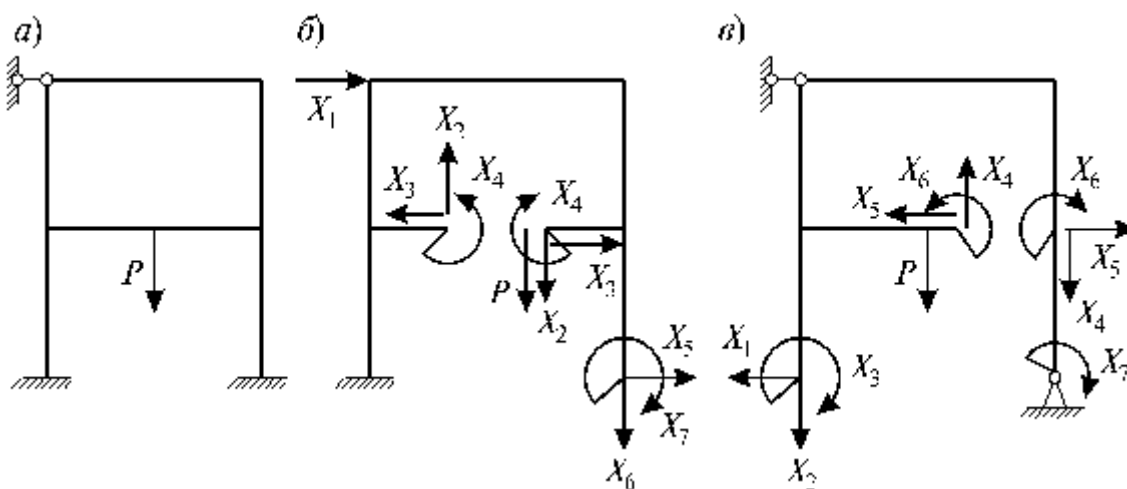 а) б) в)
X₁ X₂
X₃ X₄ X₄ X₆ X₄ X₆
X₅
P P X₃ P X₅
X₂ X₄
X₅ X₁ X₃ X₇
X₇
X₆ X₂